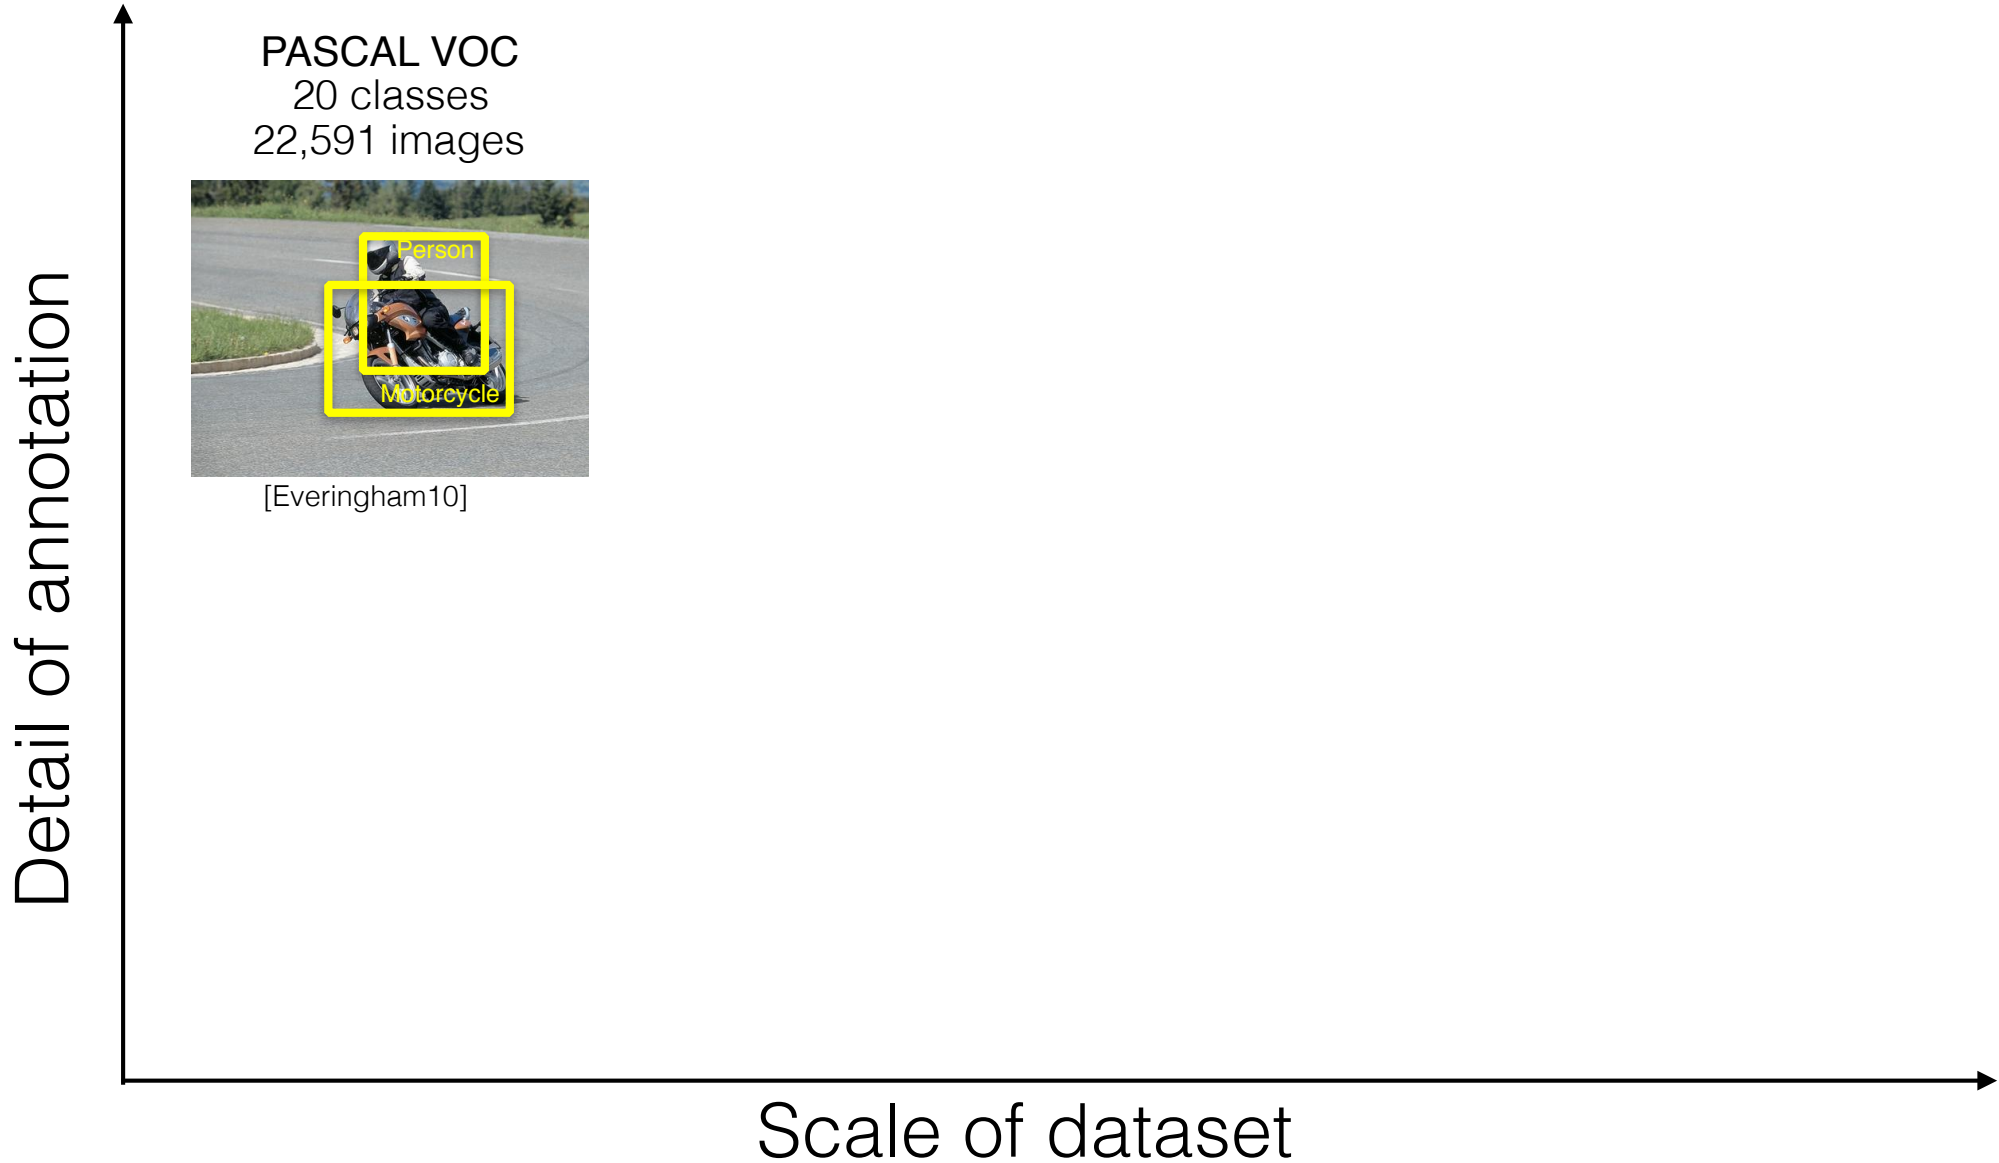 PASCAL VOC
20 classes
22,591 images
Person
Motorcycle
[Everingham10]
Detail of annotation
Scale of dataset